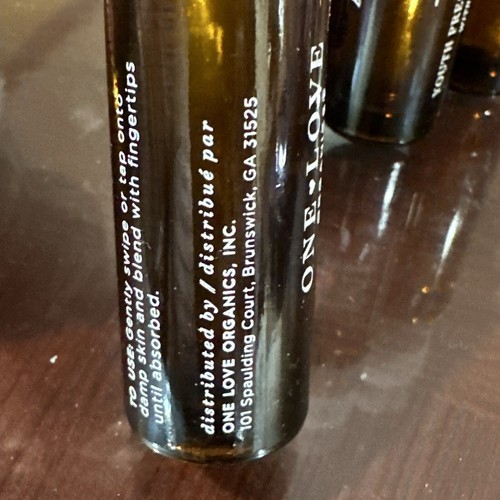 TO USE: Gently swipe or tap onto
damp skin and blend with fingertips
until absorbed.
distributed by / distribué par
ONE LOVE ORGANICS, INC.
101 Spaulding Court, Brunswick, GA 31525
ONE•LOVE
YOUTH